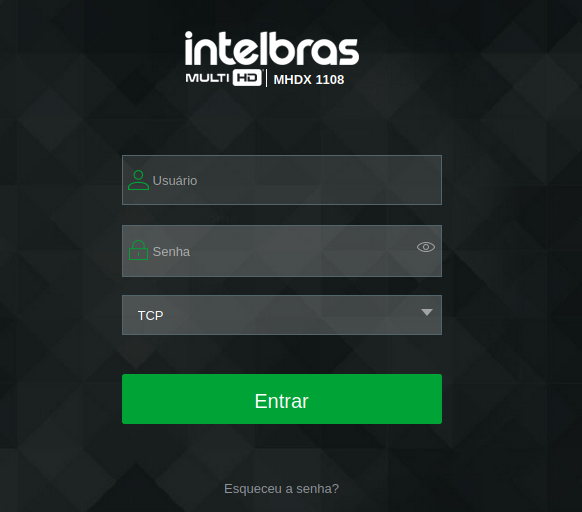 intelbras
MULTI HD MHDX 1108
Usuário
Senha
TCP
Entrar
Esqueceu a senha?